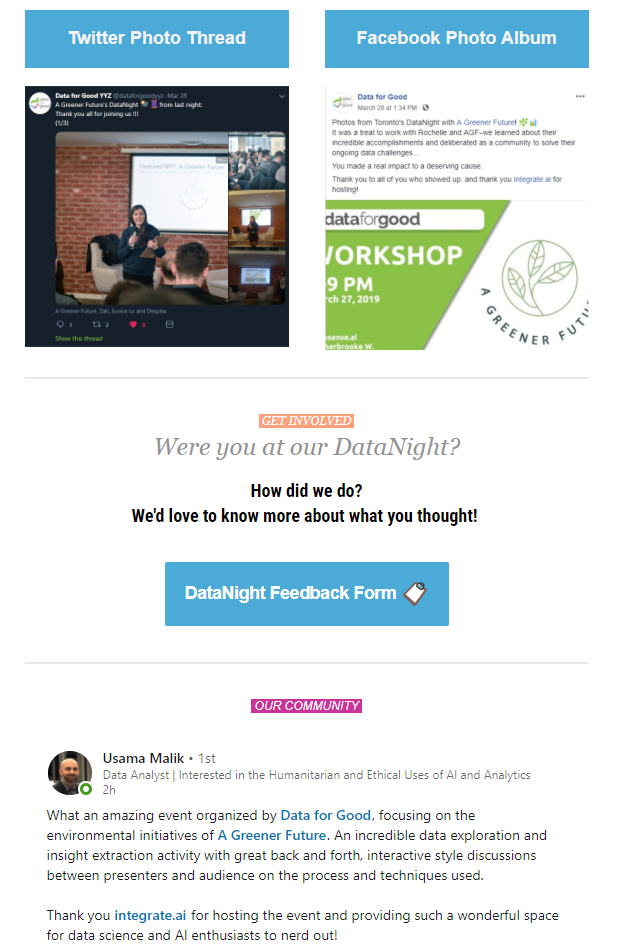 Twitter Photo Thread
Facebook Photo Album
Data for Good YYZ @dataforgoodyyz · Mar 28
A Greener Future's DataNight from last night:
Thank you all for joining us !!!
(1/3)
Featured NFP: A Greener Future
A Greener Future, Zaki, Eunice Lo and Deepika
1
2
8
Show this thread
Data for Good
March 28 at 1:34 PM ·
Photos from Toronto's DataNight with A Greener Future! 🌿📊
It was a treat to work with Rochelle and AGF–we learned about their
incredible accomplishments and deliberated as a community to solve their
ongoing data challenges...
You made a real impact to a deserving cause.
Thank you to all of you who showed up, and thank you integrate ai for
hosting!
dataforgood
WORKSHOP
9 PM
rch 27, 2019
sense.ai
herbrooke W.
A GREENER FUTU
GET INVOLVED
Were you at our DataNight?
How did we do?
We'd love to know more about what you thought!
DataNight Feedback Form
OUR COMMUNITY
Usama Malik • 1st
Data Analyst | Interested in the Humanitarian and Ethical Uses of AI and Analytics
2h
What an amazing event organized by Data for Good, focusing on the
environmental initiatives of A Greener Future. An incredible data exploration and
insight extraction activity with great back and forth, interactive style discussions
between presenters and audience on the process and techniques used.
Thank you integrate.ai for hosting the event and providing such a wonderful space
for data science and AI enthusiasts to nerd out!